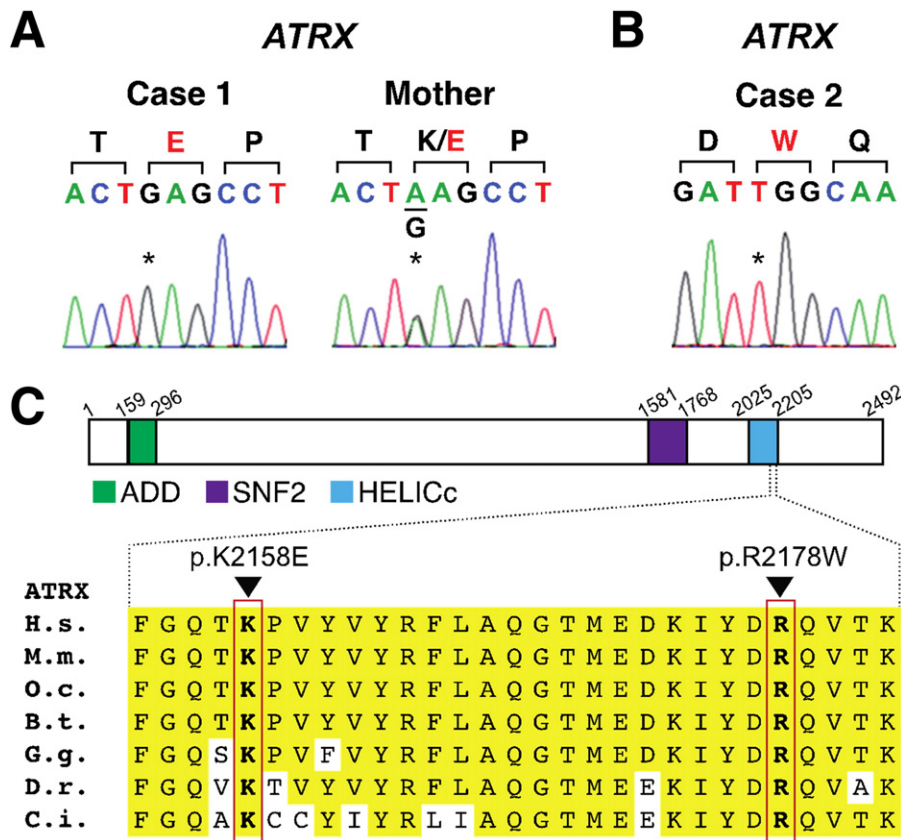 A ATRX B ATRX
Case 1 Mother Case 2
T E P T K/E P D W Q
ACTGAGCCT ACTAAGCCT GATTGGCAA
G
* * *
C
1 159 296 1581 1768 2025 2205 2492
ADD SNF2 HELICc
p.K2158E p.R2178W
ATRX
H.s. FGQTKPVYVYRFLAQGTMEDKIYDRQVTK
M.m. FGQTKPVYVYRFLAQGTMEDKIYDRQVTK
O.c. FGQTKPVYVYRFLAQGTMEDKIYDRQVTK
B.t. FGQTKPVYVYRFLAQGTMEDKIYDRQVTK
G.g. FGQSKPVFVYRFLAQGTMEDKIYDRQVTK
D.r. FGQVKTVYVYRFLAQGTMEEKIYDRQVAK
C.i. FGQAKCCYIYRLIAQGTMEEKIYDRQVTK